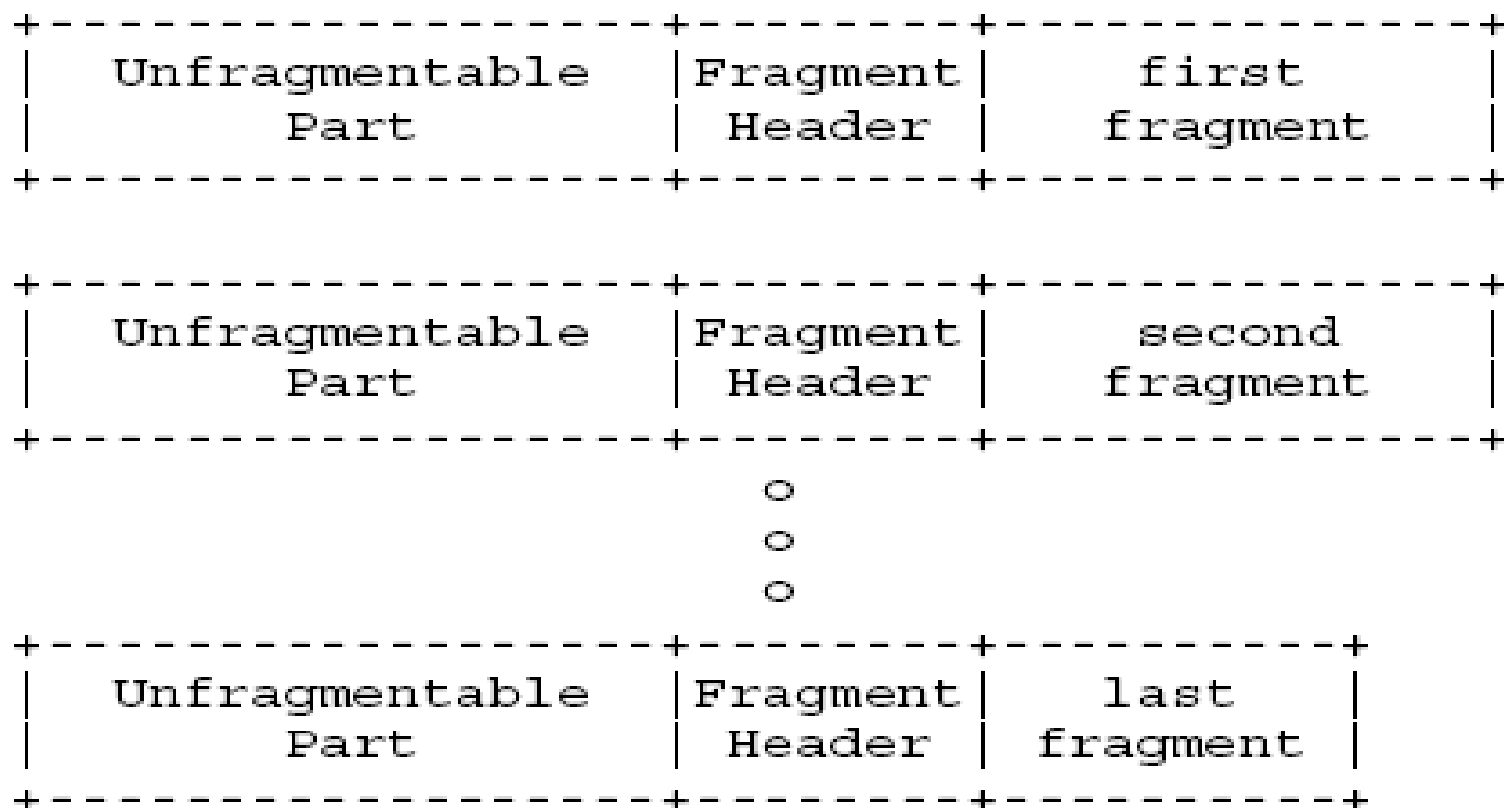 +------------------+--------+--------------+
| Unfragmentable |Fragment| first |
| Part | Header | fragment |
+------------------+--------+--------------+
+------------------+--------+--------------+
| Unfragmentable |Fragment| second |
| Part | Header | fragment |
+------------------+--------+--------------+
o
o
o
+------------------+--------+----------+
| Unfragmentable |Fragment| last |
| Part | Header | fragment |
+------------------+--------+----------+